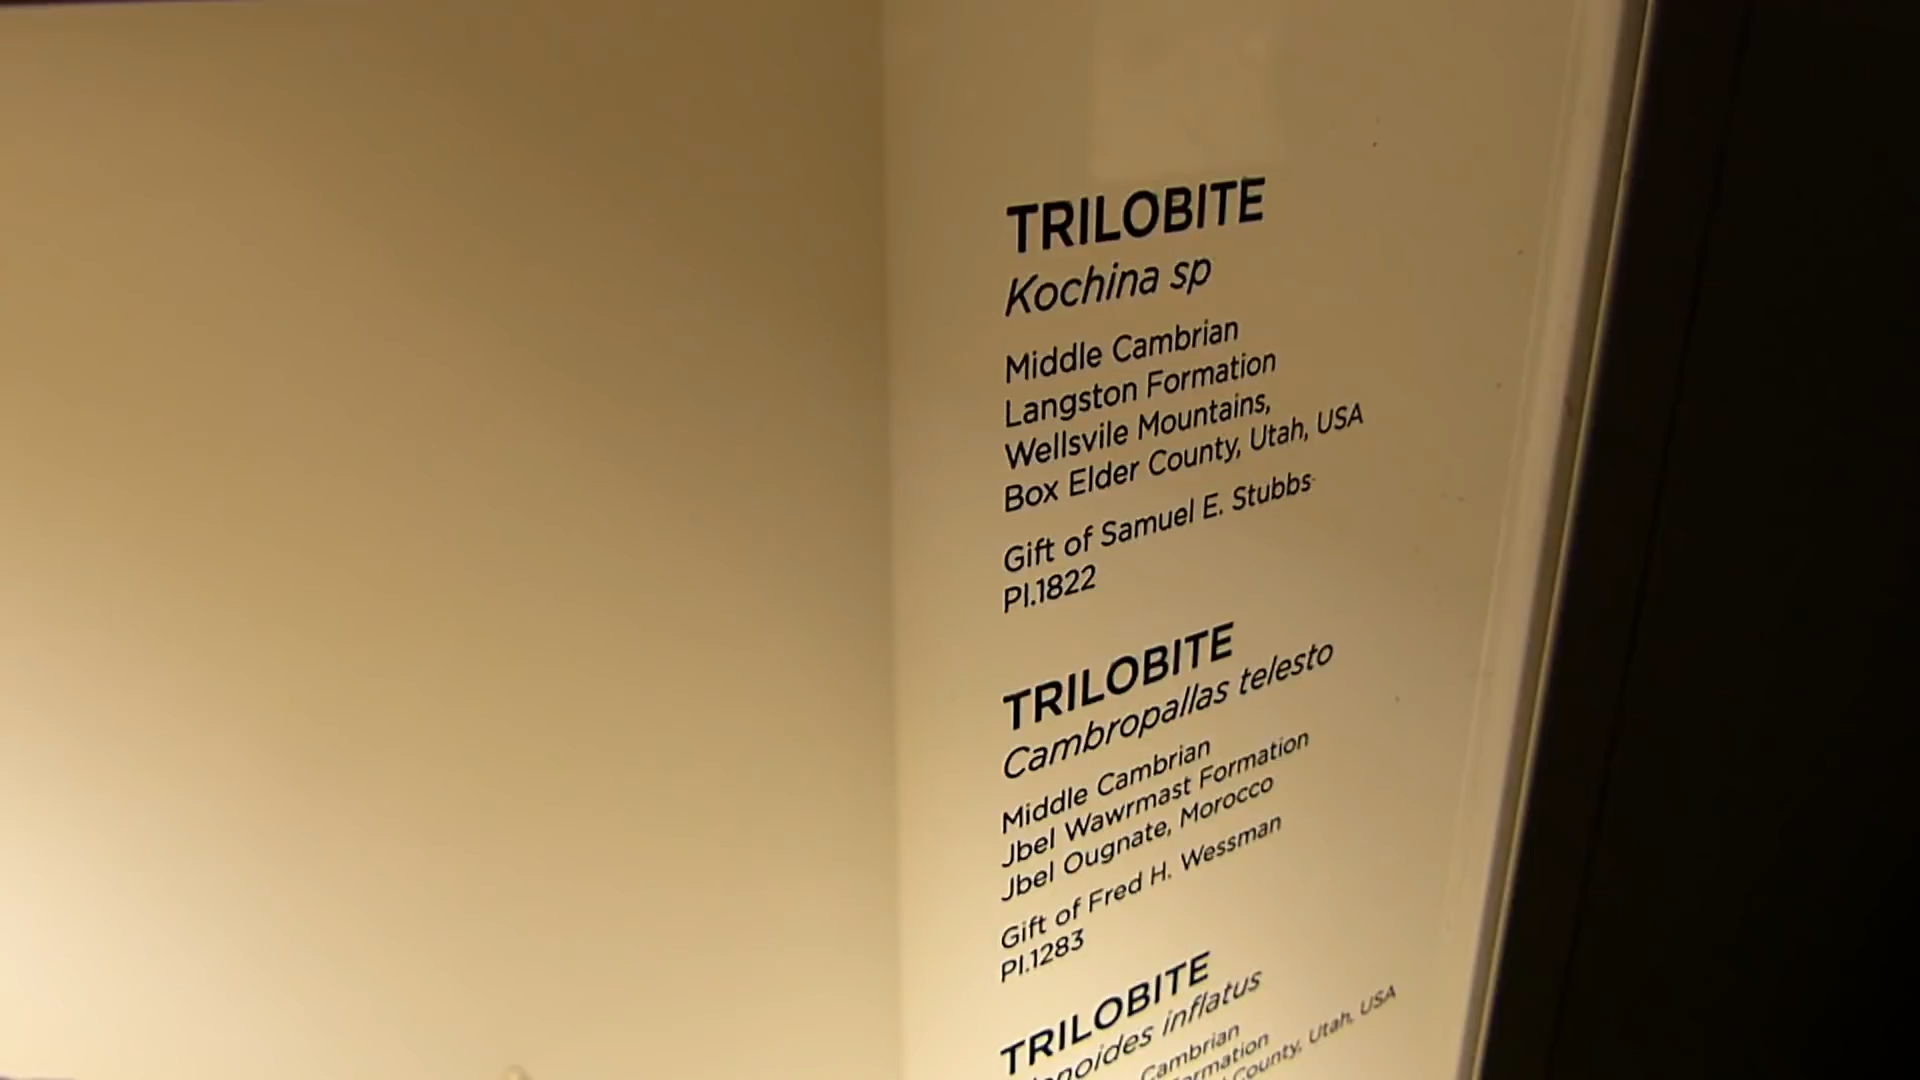 TRILOBITE
Kochina sp
Middle Cambrian
Langston Formation
Wellsvile Mountains,
Box Elder County, Utah, USA
Gift of Samuel E. Stubbs
PI.1822
TRILOBITE
Cambropallas telesto
Middle Cambrian
Jbel Wawrmast Formation
Jbel Ougnate, Morocco
Gift of Fred H. Wessman
PI.1283
TRILOBITE
inflatus
Cambrian
County, Utah, USA